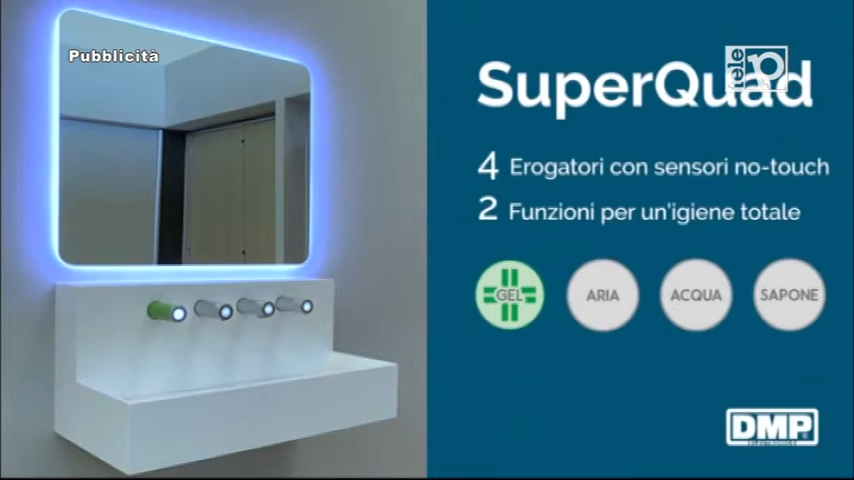 Pubblicità
tele
SuperQuad
4 Erogatori con sensori no-touch
2 Funzioni per un'igiene totale
GEL ARIA ACQUA SAPONE
DMP
ELECTRONICS